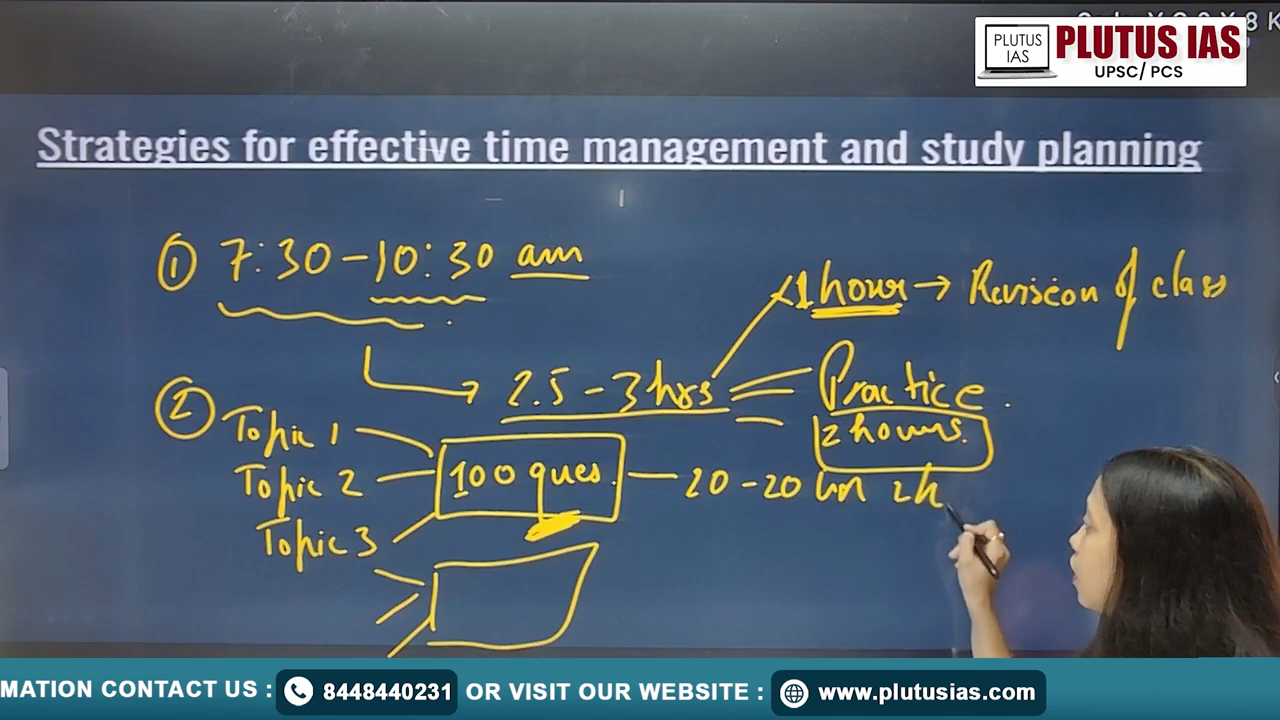 PLUTUS IAS
PLUTUS IAS
UPSC/ PCS
Strategies for effective time management and study planning
① 7:30 – 10:30 am
1 hour → Revision of class
2.5 – 3 hrs
Practice.
2 hours.
②
Topic 1
Topic 2
Topic 3
100 ques.
20 - 20 2h
MATION CONTACT US : 8448440231 OR VISIT OUR WEBSITE : www.plutusias.com